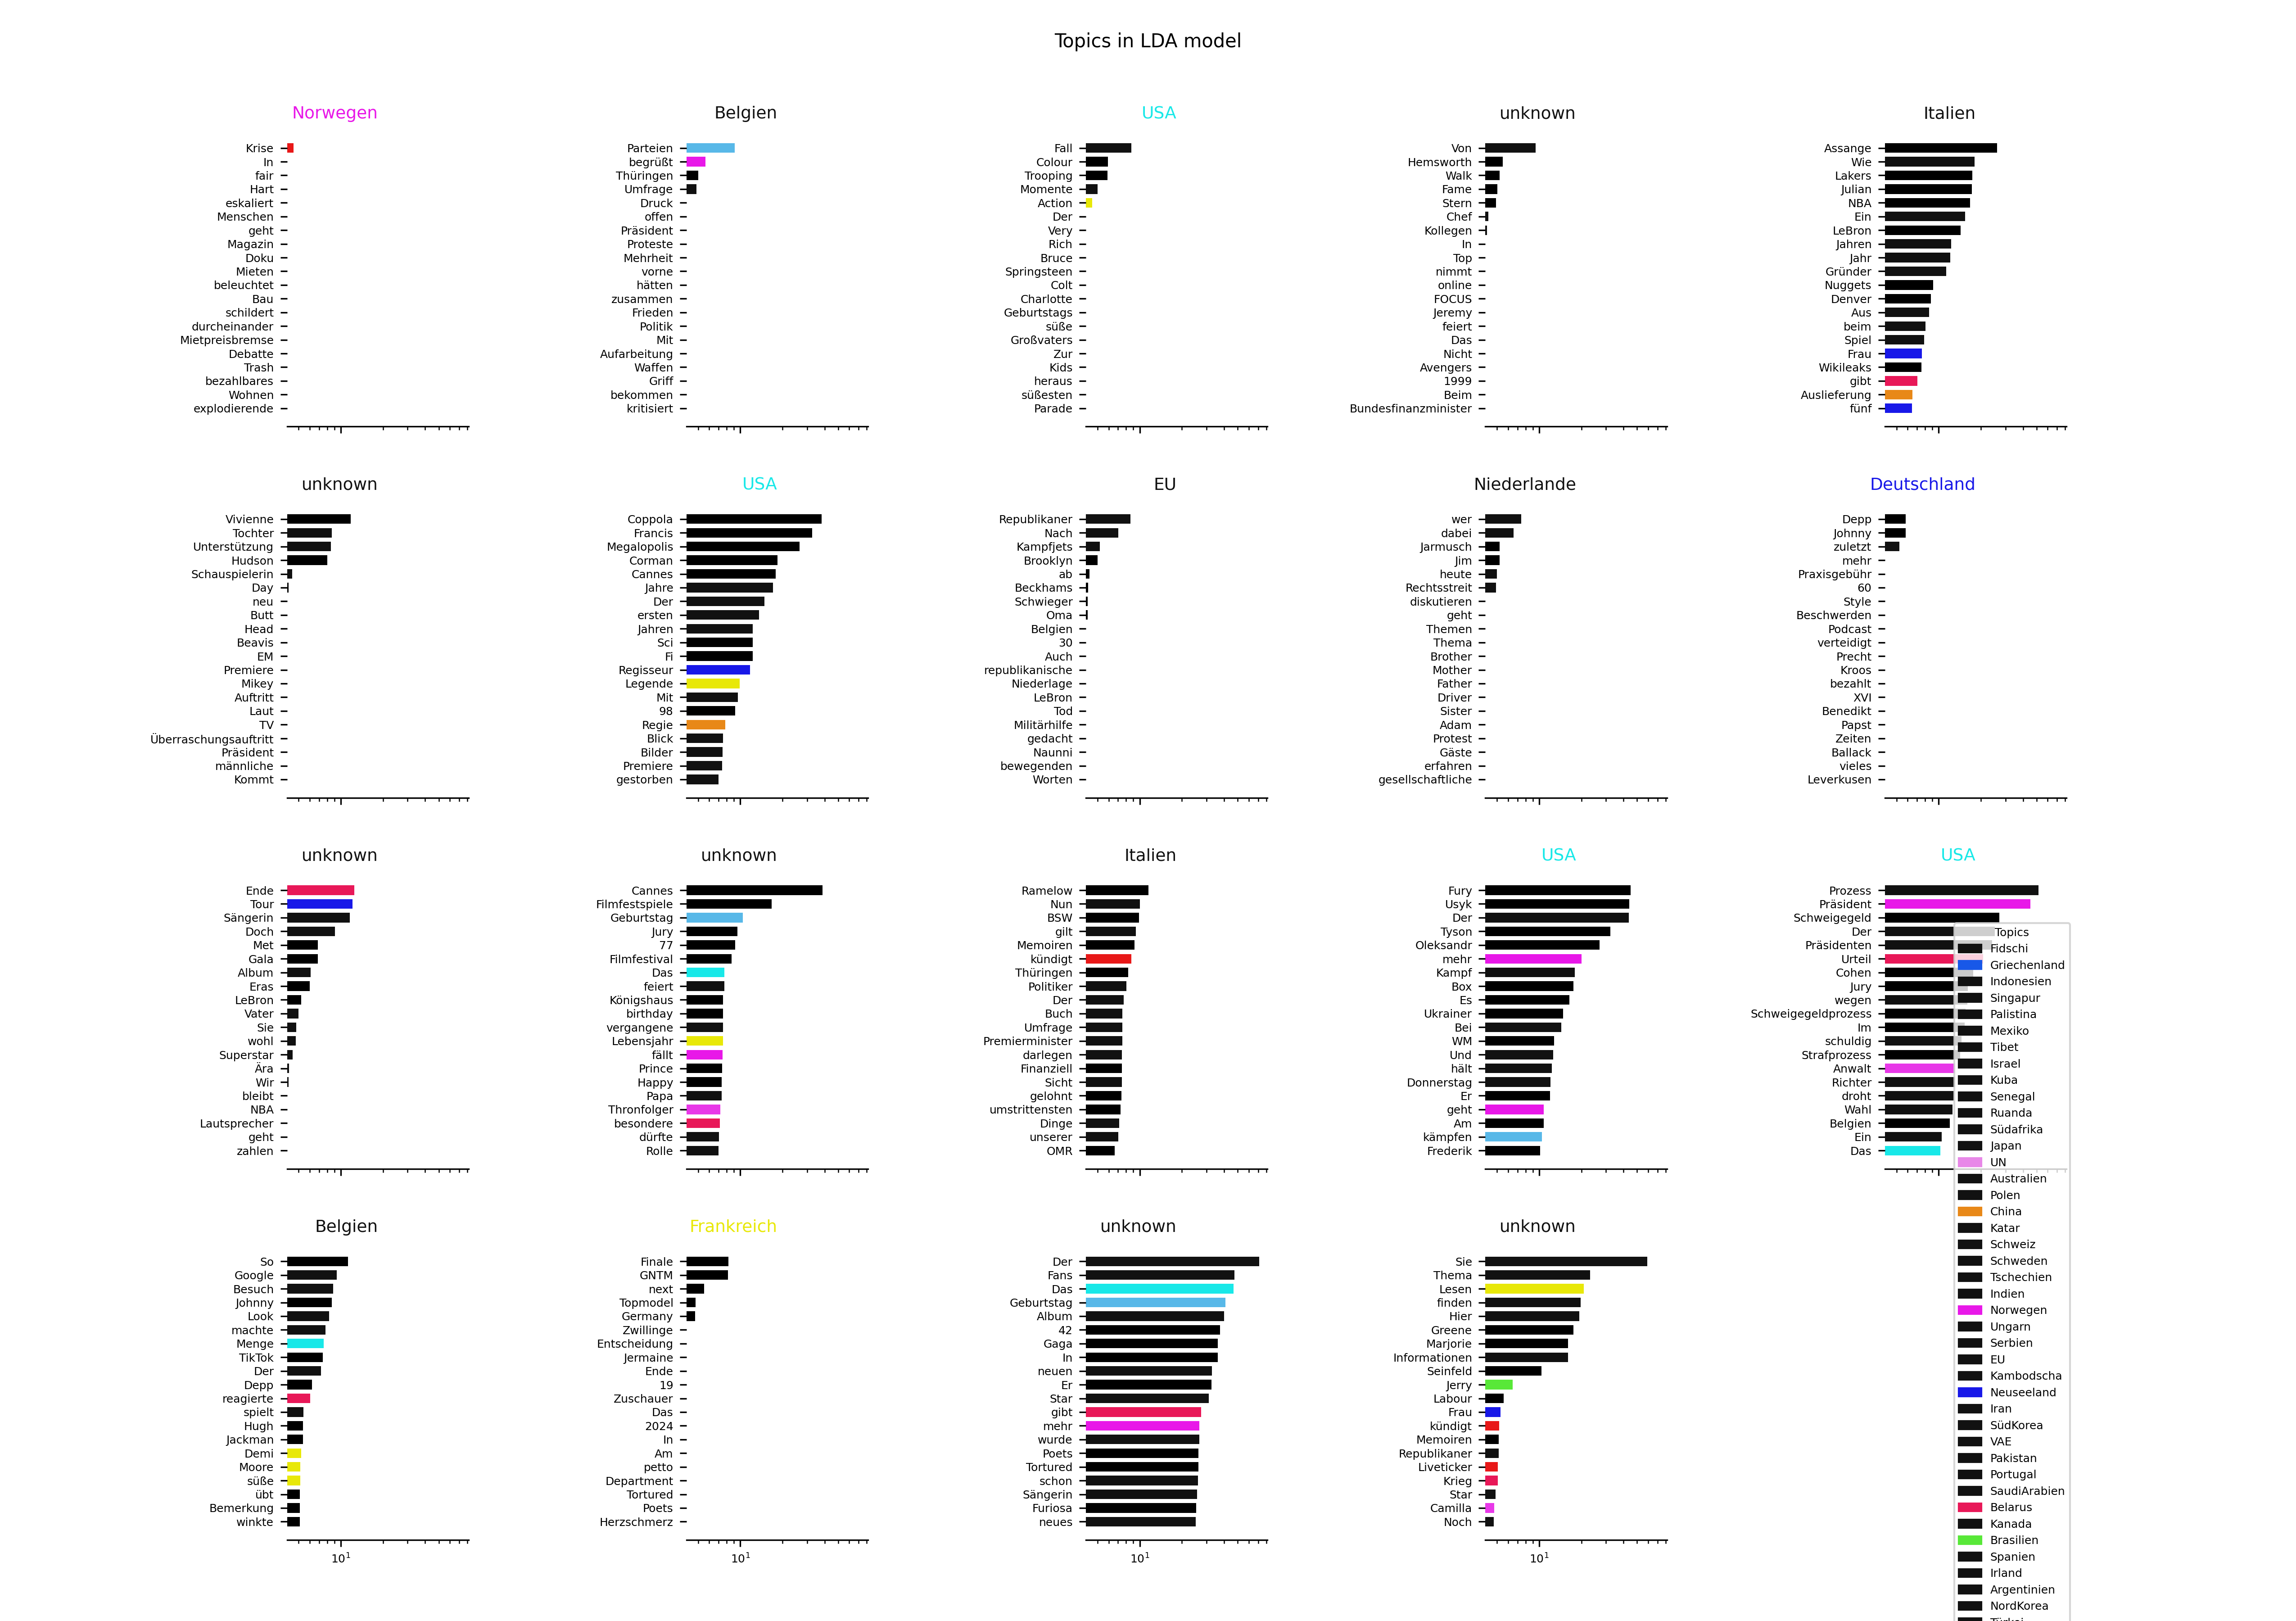 Topics in LDA model
Norwegen
Krise
In
fair
Hart
eskaliert
Menschen
geht
Magazin
Doku
Mieten
beleuchtet
Bau
schildert
durcheinander
Mietpreisbremse
Debatte
Trash
bezahlbares
Wohnen
explodierende
Belgien
Parteien
begrüßt
Thüringen
Umfrage
Druck
offen
Präsident
Proteste
Mehrheit
vorne
hätten
zusammen
Frieden
Politik
Mit
Aufarbeitung
Waffen
Griff
bekommen
kritisiert
USA
Fall
Colour
Trooping
Momente
Action
Der
Very
Rich
Bruce
Springsteen
Colt
Charlotte
Geburtstags
süße
Großvaters
Zur
Kids
heraus
süßesten
Parade
unknown
Von
Hemsworth
Walk
Fame
Stern
Chef
Kollegen
In
Top
nimmt
online
FOCUS
Jeremy
feiert
Das
Nicht
Avengers
1999
Beim
Bundesfinanzminister
Italien
Assange
Wie
Lakers
Julian
NBA
Ein
LeBron
Jahren
Jahr
Gründer
Nuggets
Denver
Aus
beim
Spiel
Frau
Wikileaks
gibt
Auslieferung
fünf
unknown
Vivienne
Tochter
Unterstützung
Hudson
Schauspielerin
Day
neu
Butt
Head
Beavis
EM
Premiere
Mikey
Auftritt
Laut
TV
Überraschungsauftritt
Präsident
männliche
Kommt
USA
Coppola
Francis
Megalopolis
Corman
Cannes
Jahre
Der
ersten
Jahren
Sci
Fi
Regisseur
Legende
Mit
98
Regie
Blick
Bilder
Premiere
gestorben
EU
Republikaner
Nach
Kampfjets
Brooklyn
ab
Beckhams
Schwieger
Oma
Belgien
30
Auch
republikanische
Niederlage
LeBron
Tod
Militärhilfe
gedacht
Naunni
bewegenden
Worten
Niederlande
wer
dabei
Jarmusch
Jim
heute
Rechtsstreit
diskutieren
geht
Themen
Thema
Brother
Mother
Father
Driver
Sister
Adam
Protest
Gäste
erfahren
gesellschaftliche
Deutschland
Depp
Johnny
zuletzt
mehr
Praxisgebühr
60
Style
Beschwerden
Podcast
verteidigt
Precht
Kroos
bezahlt
XVI
Benedikt
Papst
Zeiten
Ballack
vieles
Leverkusen
unknown
Ende
Tour
Sängerin
Doch
Met
Gala
Album
Eras
LeBron
Vater
Sie
wohl
Superstar
Ära
Wir
bleibt
NBA
Lautsprecher
geht
zahlen
unknown
Cannes
Filmfestspiele
Geburtstag
Jury
77
Filmfestival
Das
feiert
Königshaus
birthday
vergangene
Lebensjahr
fällt
Prince
Happy
Papa
Thronfolger
besondere
dürfte
Rolle
Italien
Ramelow
Nun
BSW
gilt
Memoiren
kündigt
Thüringen
Politiker
Der
Buch
Umfrage
Premierminister
darlegen
Finanziell
Sicht
gelohnt
umstrittensten
Dinge
unserer
OMR
USA
Fury
Usyk
Der
Tyson
Oleksandr
mehr
Kampf
Box
Es
Ukrainer
Bei
WM
Und
hält
Donnerstag
Er
geht
Am
kämpfen
Frederik
USA
Prozess
Präsident
Schweigegeld
Der
Präsidenten
Urteil
Cohen
Jury
wegen
Schweigegeldprozess
Im
schuldig
Strafprozess
Anwalt
Richter
droht
Wahl
Belgien
Ein
Das
Belgien
So
Google
Besuch
Johnny
Look
machte
Menge
TikTok
Der
Depp
reagierte
spielt
Hugh
Jackman
Demi
Moore
süße
übt
Bemerkung
winkte
10¹
Frankreich
Finale
GNTM
next
Topmodel
Germany
Zwillinge
Entscheidung
Jermaine
Ende
19
Zuschauer
Das
2024
In
Am
petto
Department
Tortured
Poets
Herzschmerz
10¹
unknown
Der
Fans
Das
Geburtstag
Album
42
Gaga
In
neuen
Er
Star
gibt
mehr
wurde
Poets
Tortured
schon
Sängerin
Furiosa
neues
10¹
unknown
Sie
Thema
Lesen
finden
Hier
Greene
Marjorie
Informationen
Seinfeld
Jerry
Labour
Frau
kündigt
Memoiren
Republikaner
Liveticker
Krieg
Star
Camilla
Noch
10¹
Topics
Fidschi
Griechenland
Indonesien
Singapur
Palistina
Mexiko
Tibet
Israel
Kuba
Senegal
Ruanda
Südafrika
Japan
UN
Australien
Polen
China
Katar
Schweiz
Schweden
Tschechien
Indien
Norwegen
Ungarn
Serbien
EU
Kambodscha
Neuseeland
Iran
SüdKorea
VAE
Pakistan
Portugal
SaudiArabien
Belarus
Kanada
Brasilien
Spanien
Irland
Argentinien
NordKorea